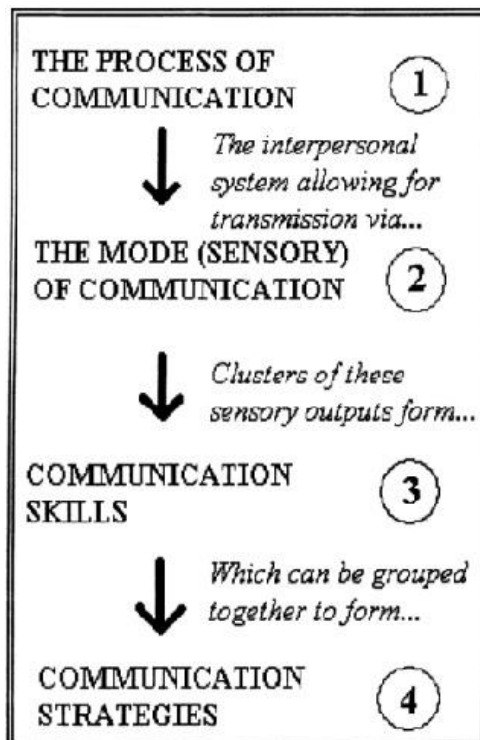 THE PROCESS OF
COMMUNICATION
1
The interpersonal
system allowing for
transmission via...
THE MODE (SENSORY)
OF COMMUNICATION
2
Clusters of these
sensory outputs form...
COMMUNICATION
SKILLS
3
Which can be grouped
together to form...
COMMUNICATION
STRATEGIES
4